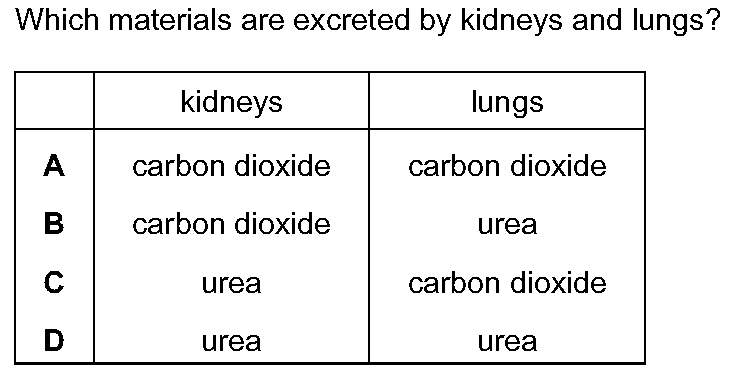 Which materials are excreted by kidneys and lungs?
kidneys lungs
A carbon dioxide carbon dioxide
B carbon dioxide urea
C urea carbon dioxide
D urea urea